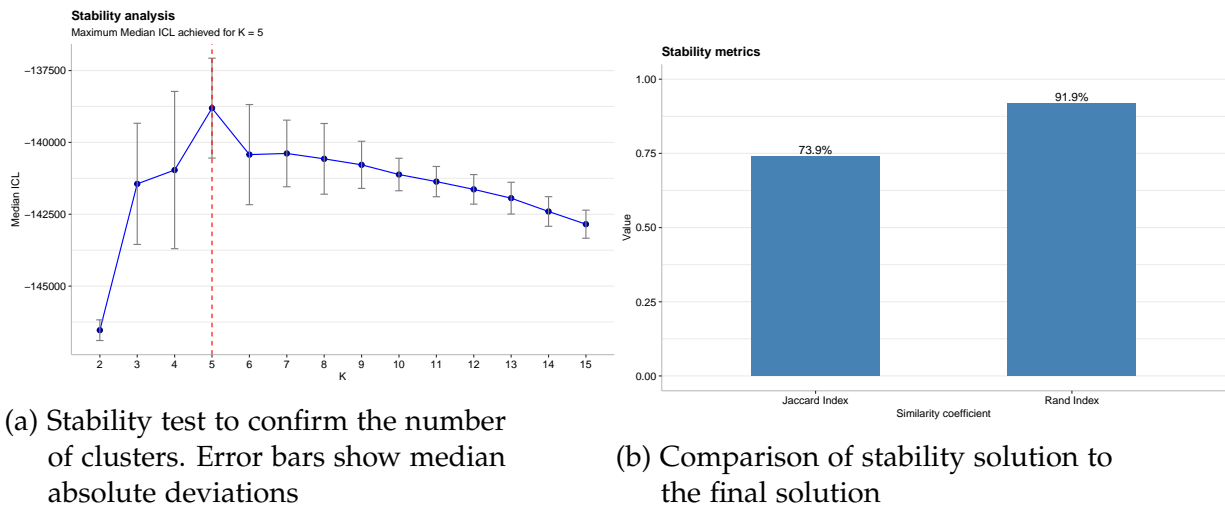 Stability analysis
Maximum Median ICL achieved for K = 5
Median ICL
−137500
−140000
−142500
−145000
2 3 4 5 6 7 8 9 10 11 12 13 14 15
K
(a) Stability test to confirm the number
of clusters. Error bars show median
absolute deviations
Stability metrics
Value
1.00
0.75
0.50
0.25
0.00
73.9%
91.9%
Jaccard Index Rand Index
Similarity coefficient
(b) Comparison of stability solution to
the final solution